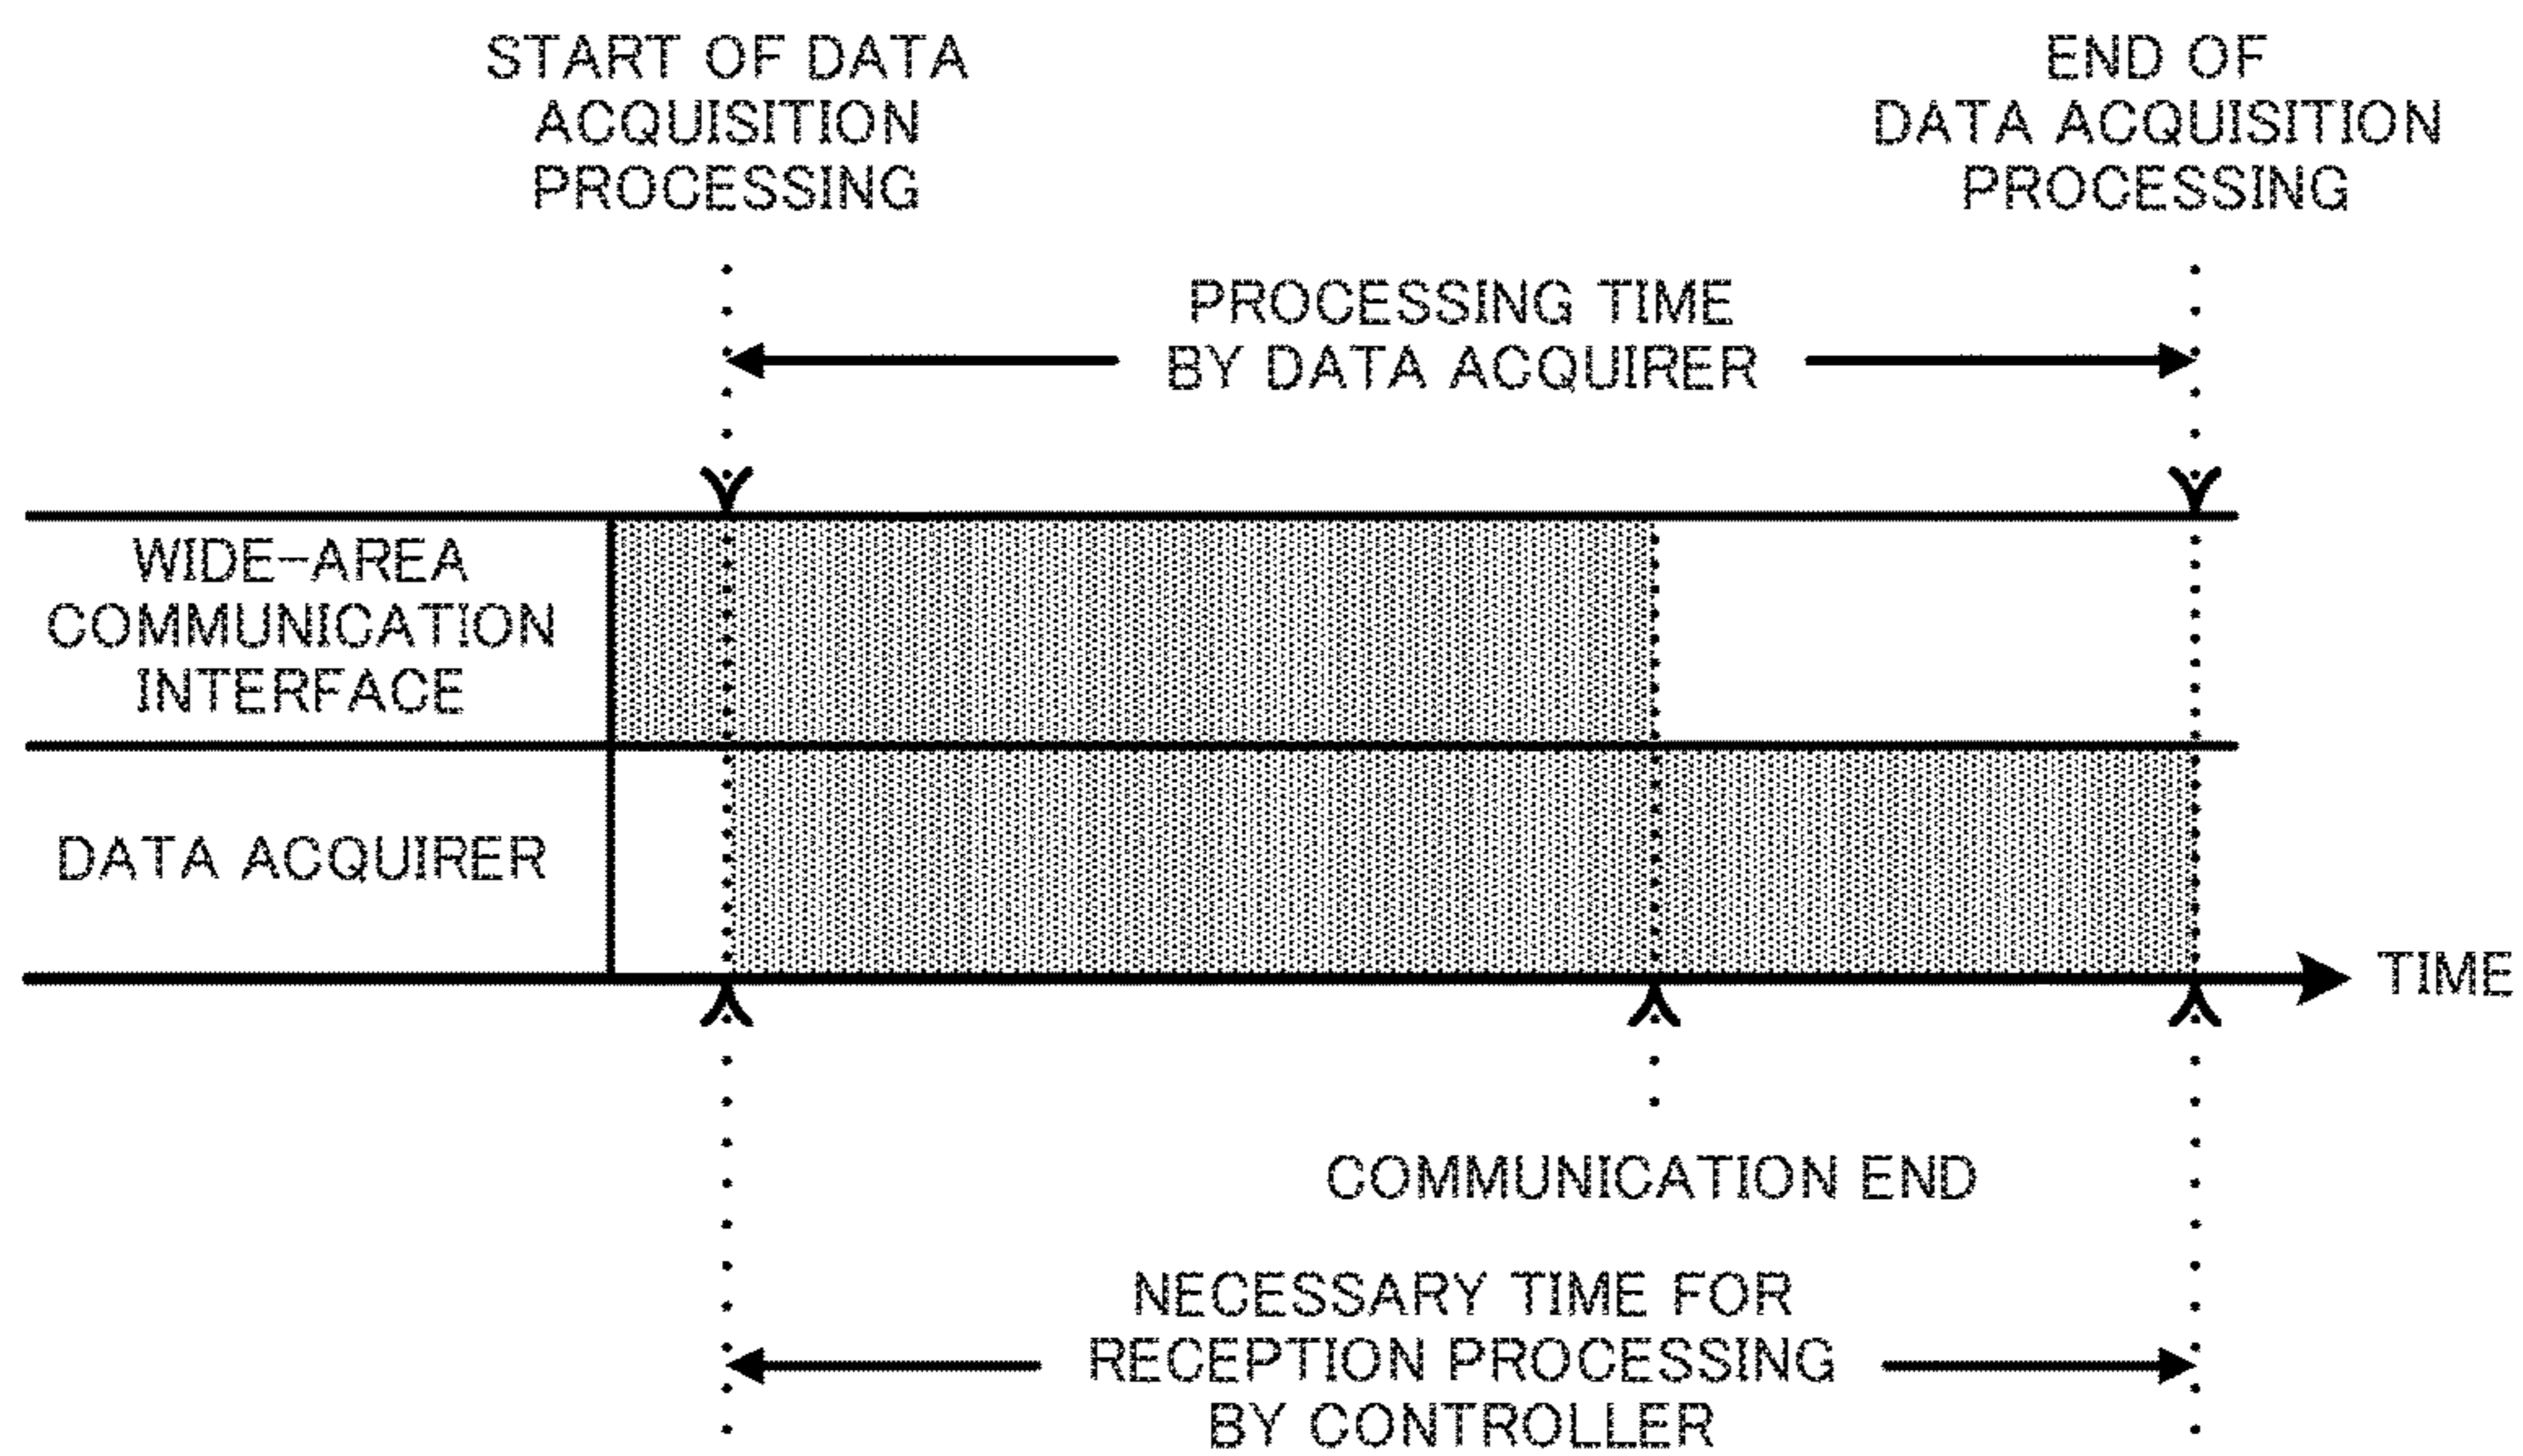 START OF DATA
ACQUISITION
PROCESSING
END OF
DATA ACQUISITION
PROCESSING
PROCESSING TIME
BY DATA ACQUIRER
WIDE-AREA
COMMUNICATION
INTERFACE
DATA ACQUIRER
TIME
COMMUNICATION END
NECESSARY TIME FOR
RECEPTION PROCESSING
BY CONTROLLER